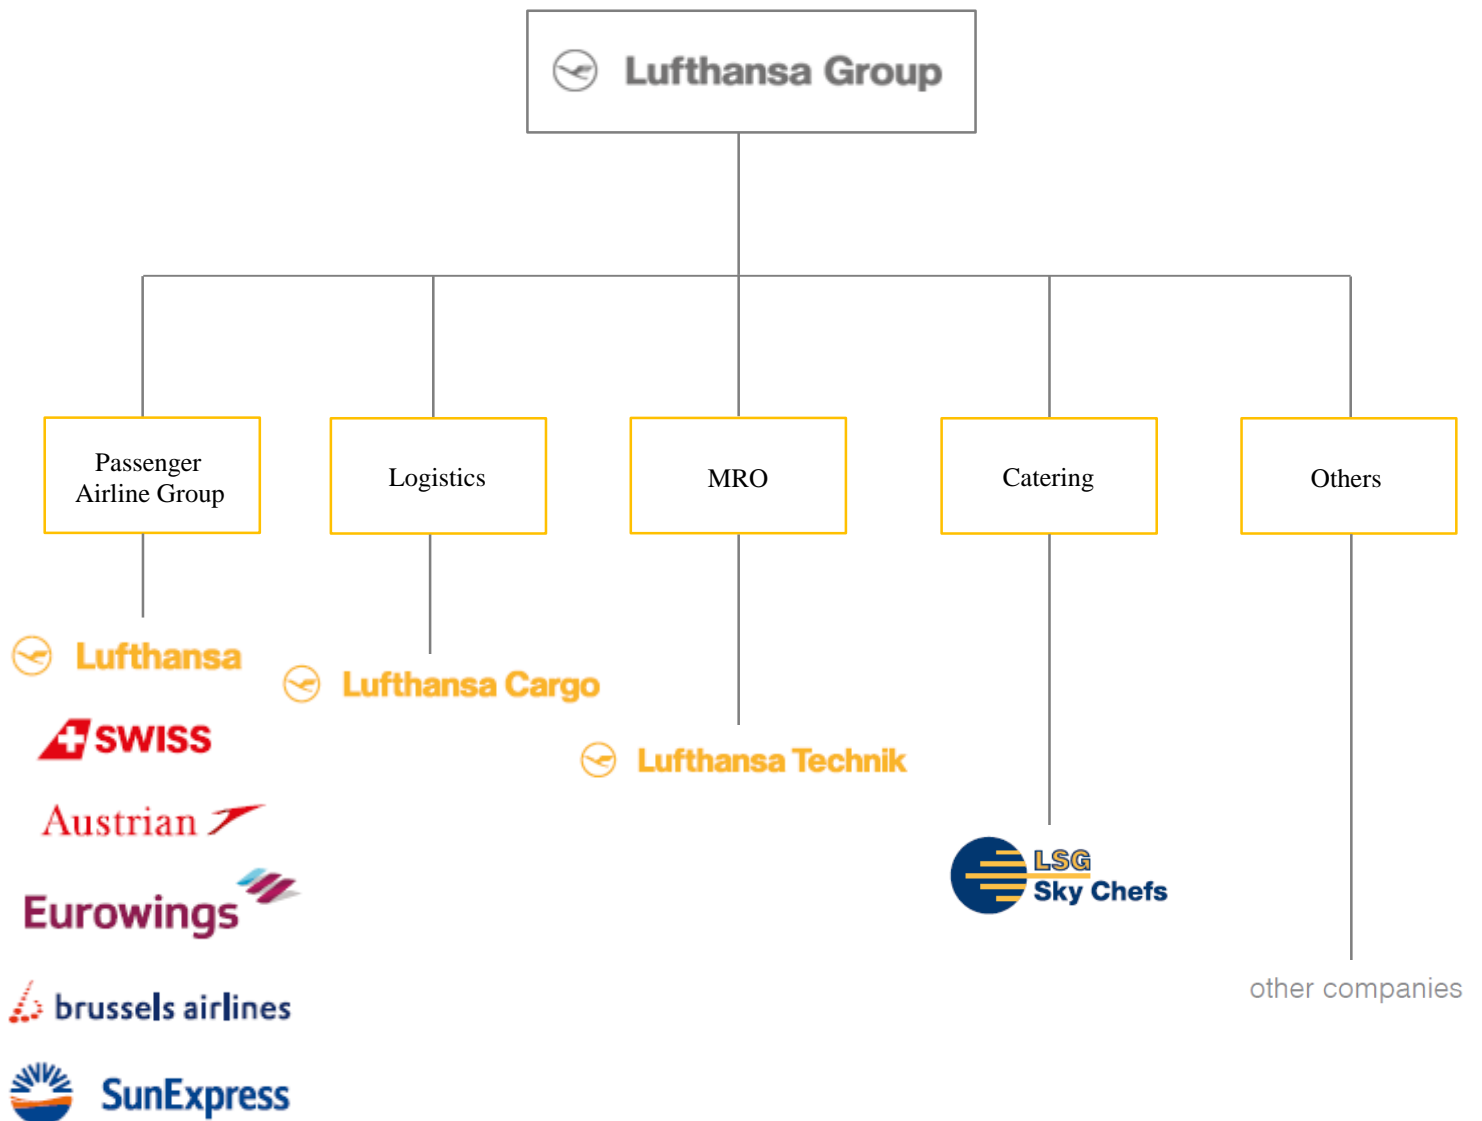 Lufthansa Group
Passenger
Airline Group
Logistics
MRO
Catering
Others
Lufthansa
SWISS
Austrian
Eurowings
brussels airlines
SunExpress
Lufthansa Cargo
Lufthansa Technik
LSG
Sky Chefs
other companies